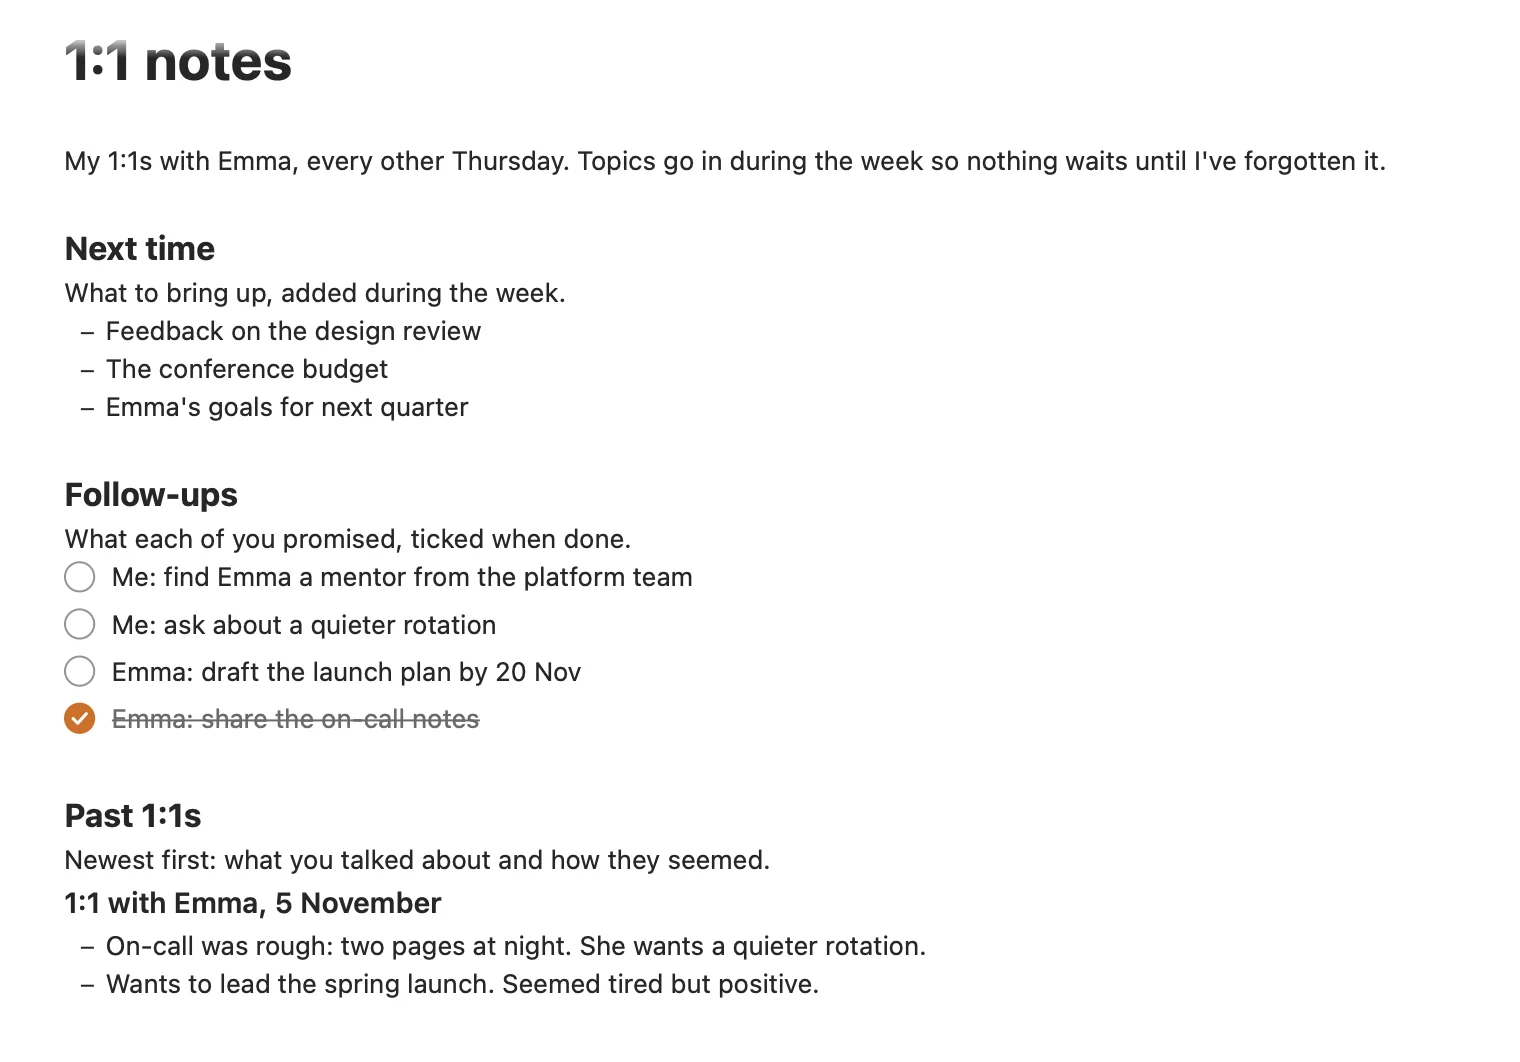 1:1 notes
My 1:1s with Emma, every other Thursday. Topics go in during the week so nothing waits until I've forgotten it.
Next time
What to bring up, added during the week.
– Feedback on the design review
– The conference budget
– Emma's goals for next quarter
Follow-ups
What each of you promised, ticked when done.
Me: find Emma a mentor from the platform team
Me: ask about a quieter rotation
Emma: draft the launch plan by 20 Nov
Emma: share the on-call notes
Past 1:1s
Newest first: what you talked about and how they seemed.
1:1 with Emma, 5 November
– On-call was rough: two pages at night. She wants a quieter rotation.
– Wants to lead the spring launch. Seemed tired but positive.